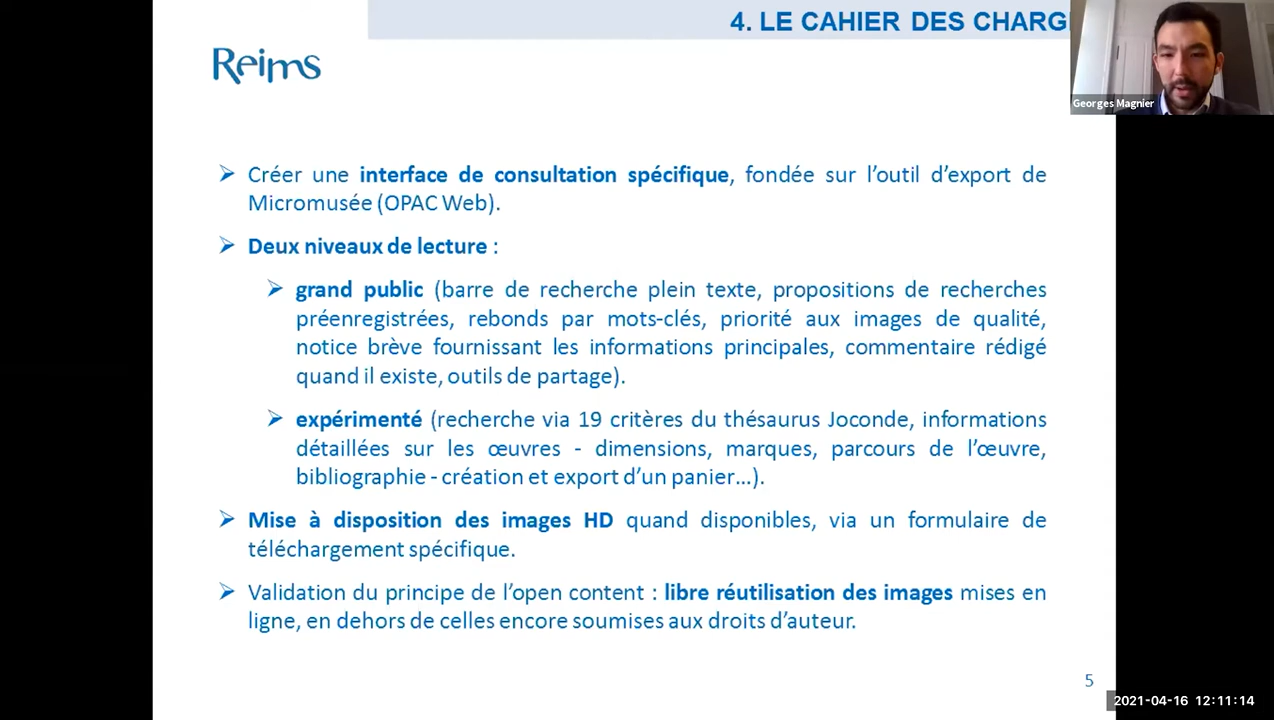 4. LE CAHIER DES CHARG
Reims
Georges Magnier
➢ Créer une interface de consultation spécifique, fondée sur l’outil d’export de
Micromusée (OPAC Web).
➢ Deux niveaux de lecture :
➢ grand public (barre de recherche plein texte, propositions de recherches
préenregistrées, rebonds par mots-clés, priorité aux images de qualité,
notice brève fournissant les informations principales, commentaire rédigé
quand il existe, outils de partage).
➢ expérimenté (recherche via 19 critères du thésaurus Joconde, informations
détaillées sur les œuvres - dimensions, marques, parcours de l’œuvre,
bibliographie - création et export d’un panier...).
➢ Mise à disposition des images HD quand disponibles, via un formulaire de
téléchargement spécifique.
➢ Validation du principe de l’open content : libre réutilisation des images mises en
ligne, en dehors de celles encore soumises aux droits d’auteur.
5
2021-04-16 12:11:14